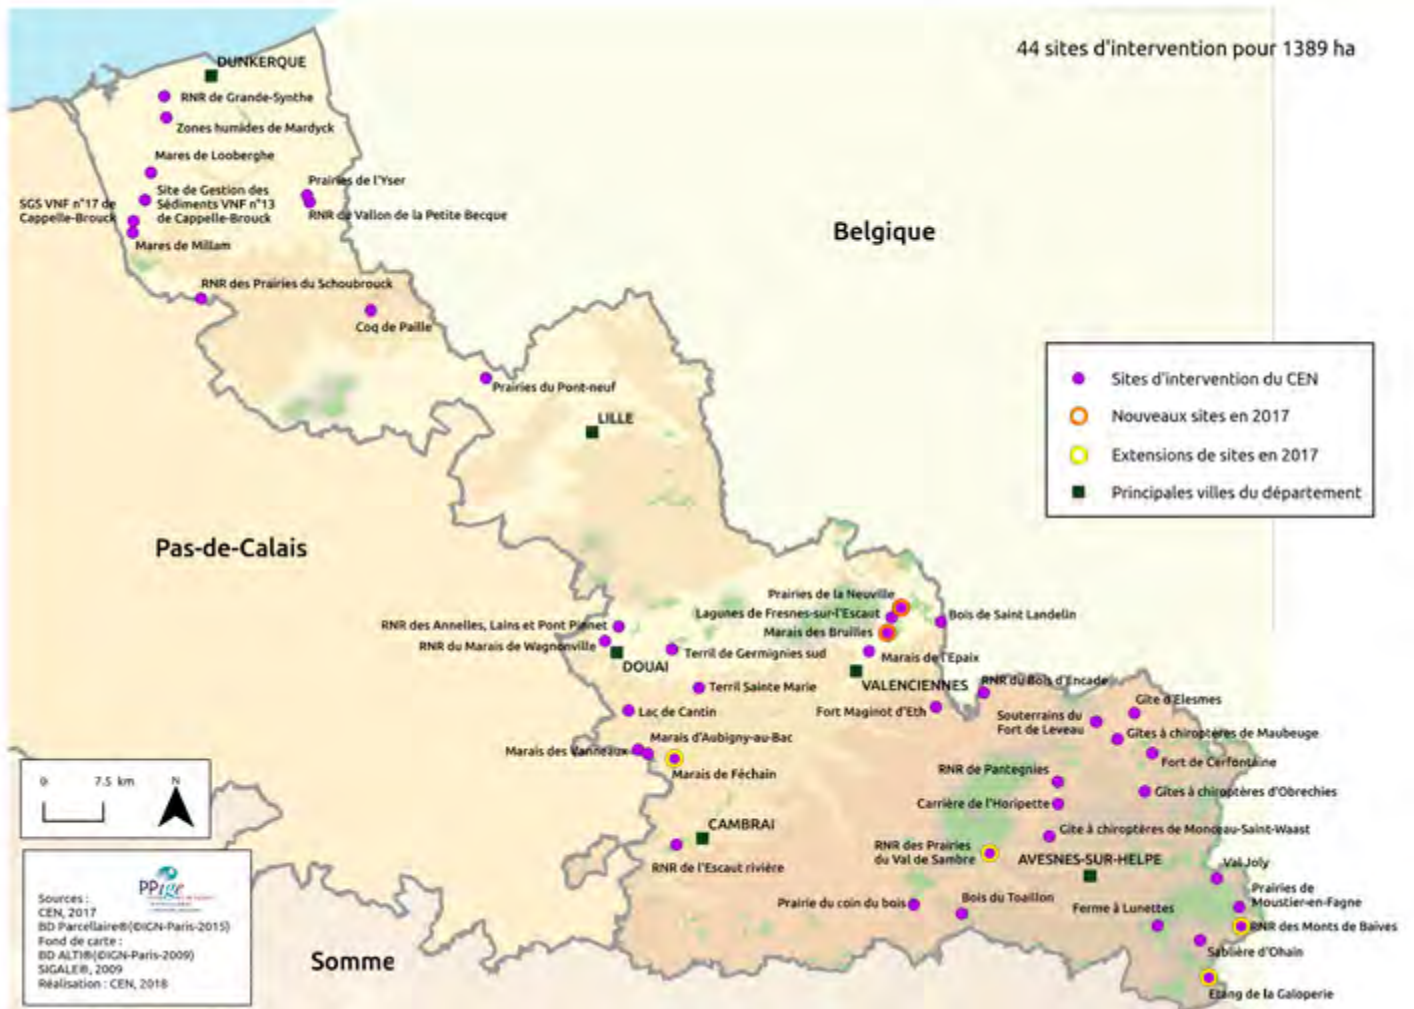 44 sites d'intervention pour 1389 ha
DUNKERQUE
RNR de Grande-Synthe
Zones humides de Mardyck
Mares de Looberghe
Prairies de l'Yser
Site de Gestion des
Sédiments VNF n°13
de Cappelle-Brouck
SGS VNF n°17 de
Cappelle-Brouck
RNR de Vallon de la Petite Becque
Mares de Millam
Belgique
RNR des Prairies du Schoubrouck
Coq de Paille
Prairies du Pont-neuf
LILLE
Sites d'intervention du CEN
Nouveaux sites en 2017
Extensions de sites en 2017
Principales villes du département
Pas-de-Calais
Prairies de la Neuville
Lagunes de Fresnes-sur-l'Escaut
Bois de Saint Landelin
Marais des Bruilles
RNR des Annelles, Lains et Pont Pinnet
RNR du Marais de Wagnonville
Terril de Germignies sud
Marais de l'Epaix
DOUAI
VALENCIENNES
RNR du Bois d'Encade
Terril Sainte Marie
Gîte d'Elesmes
Lac de Cantin
Fort Maginot d'Eth
Souterrains du
Fort de Leveau
Gîtes à chiroptères de Maubeuge
Marais d'Aubigny-au-Bac
Marais des Vanneaux
Fort de Cerfontaine
Marais de Féchain
RNR de Pantegnies
Gîtes à chiroptères d'Obrechies
Carrière de l'Horipette
CAMBRAI
Gîte à chiroptères de Monceau-Saint-Waast
RNR des Prairies
du Val de Sambre
AVESNES-SUR-HELPE
RNR de l'Escaut rivière
Val Joly
Prairies de
Moustier-en-Fagne
Prairie du coin du bois
Bois du Toaillon
Ferme à Lunettes
RNR des Monts de Baives
Sablière d'Ohain
Etang de la Galoperie
Somme
0 7.5 km N
PPige
Sources :
CEN, 2017
BD Parcellaire®(©IGN-Paris-2015)
Fond de carte :
BD ALTI®(©IGN-Paris-2009)
SIGALE®, 2009
Réalisation : CEN, 2018